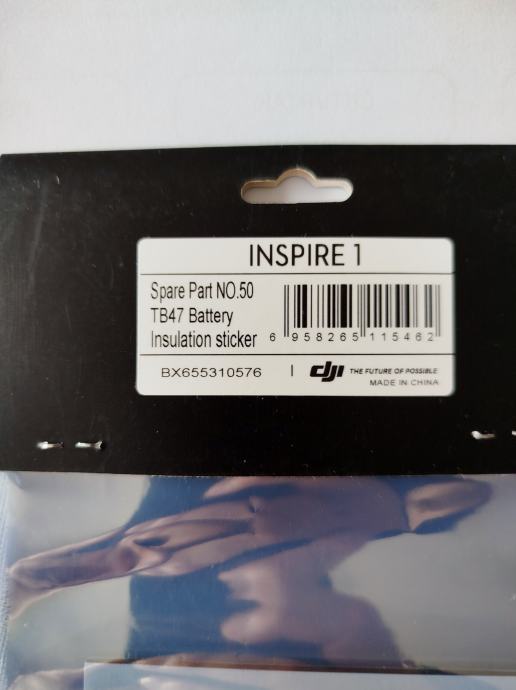 INSPIRE 1
Spare Part NO.50
TB47 Battery
Insulation sticker
6 958265 115462
BX655310576 | dji THE FUTURE OF POSSIBLE
MADE IN CHINA